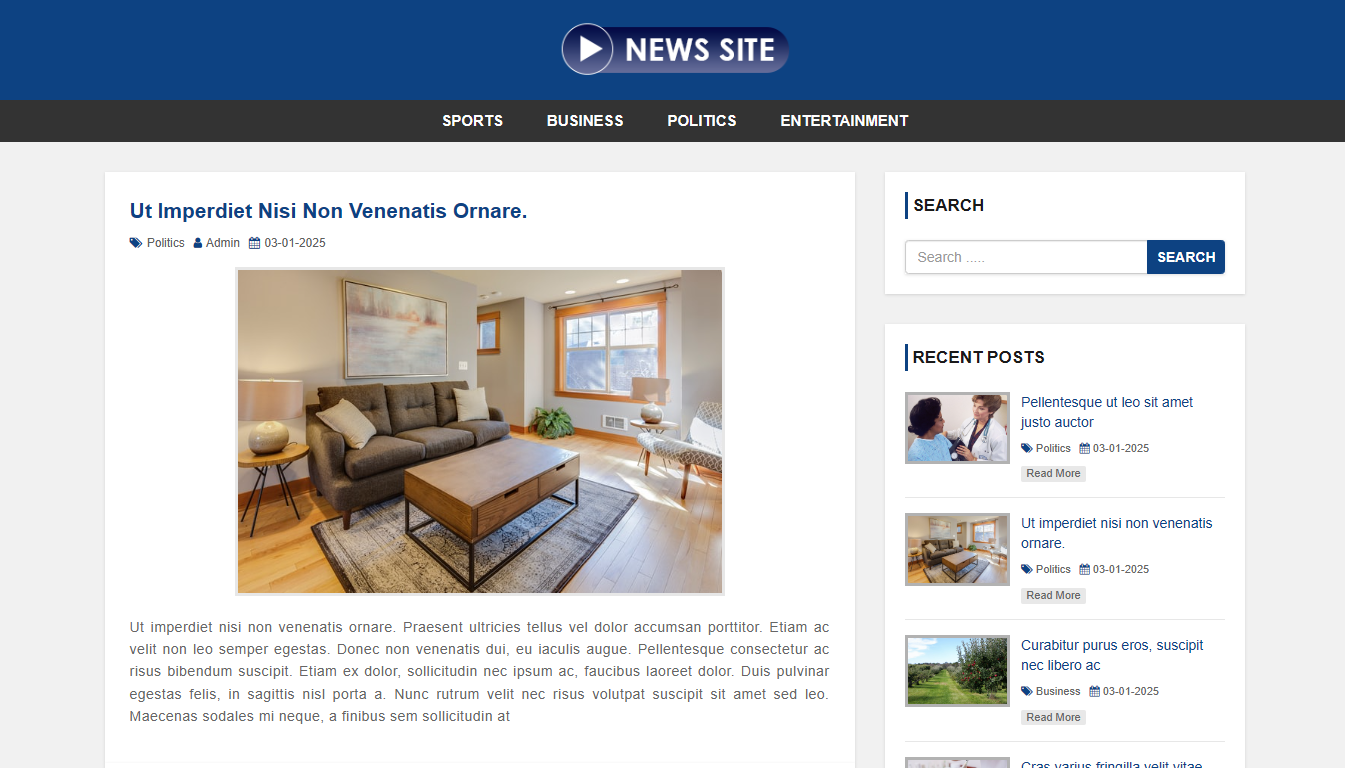 NEWS SITE
SPORTS BUSINESS POLITICS ENTERTAINMENT
Ut Imperdiet Nisi Non Venenatis Ornare.
Politics Admin 03-01-2025
Ut imperdiet nisi non venenatis ornare. Praesent ultricies tellus vel dolor accumsan porttitor. Etiam ac
velit non leo semper egestas. Donec non venenatis dui, eu iaculis augue. Pellentesque consectetur ac
risus bibendum suscipit. Etiam ex dolor, sollicitudin nec ipsum ac, faucibus laoreet dolor. Duis pulvinar
egestas felis, in sagittis nisl porta a. Nunc rutrum velit nec risus volutpat suscipit sit amet sed leo.
Maecenas sodales mi neque, a finibus sem sollicitudin at
SEARCH
Search ..... SEARCH
RECENT POSTS
Pellentesque ut leo sit amet
justo auctor
Politics 03-01-2025
Read More
Ut imperdiet nisi non venenatis
ornare.
Politics 03-01-2025
Read More
Curabitur purus eros, suscipit
nec libero ac
Business 03-01-2025
Read More
Cras varius fringilla velit vitae